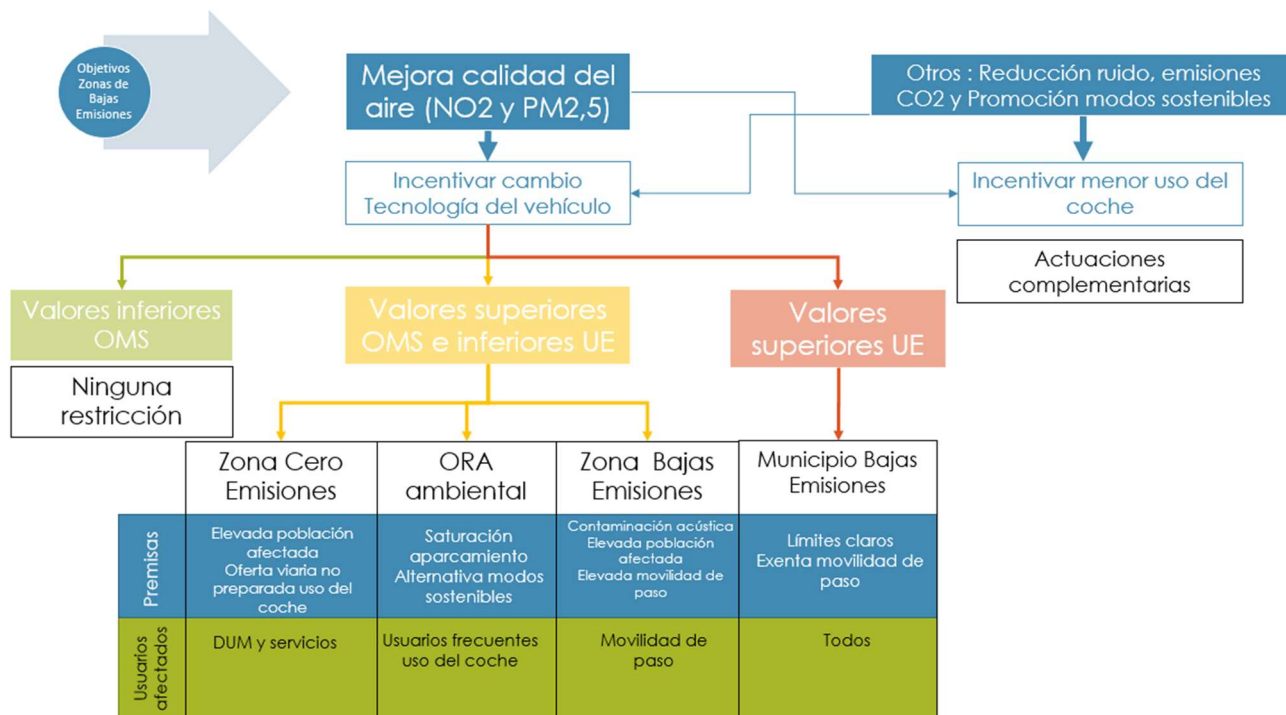 Objetivos
Zonas de
Bajas
Emisiones
Mejora calidad del
aire (NO2 y PM2,5)
Otros : Reducción ruido, emisiones
CO2 y Promoción modos sostenibles
Incentivar cambio
Tecnología del vehículo
Incentivar menor uso del
coche
Actuaciones
complementarias
Valores inferiores
OMS
Valores superiores
OMS e inferiores UE
Valores
superiores UE
Ninguna
restricción
Zona Cero
Emisiones
ORA
ambiental
Zona Bajas
Emisiones
Municipio Bajas
Emisiones
Premisas
Elevada población
afectada
Oferta viaria no
preparada uso del
coche
Saturación
aparcamiento
Alternativa modos
sostenibles
Contaminación acústica
Elevada población
afectada
Elevada movilidad de
paso
Límites claros
Exenta movilidad de
paso
Usuarios
afectados
DUM y servicios
Usuarios frecuentes
uso del coche
Movilidad de
paso
Todos